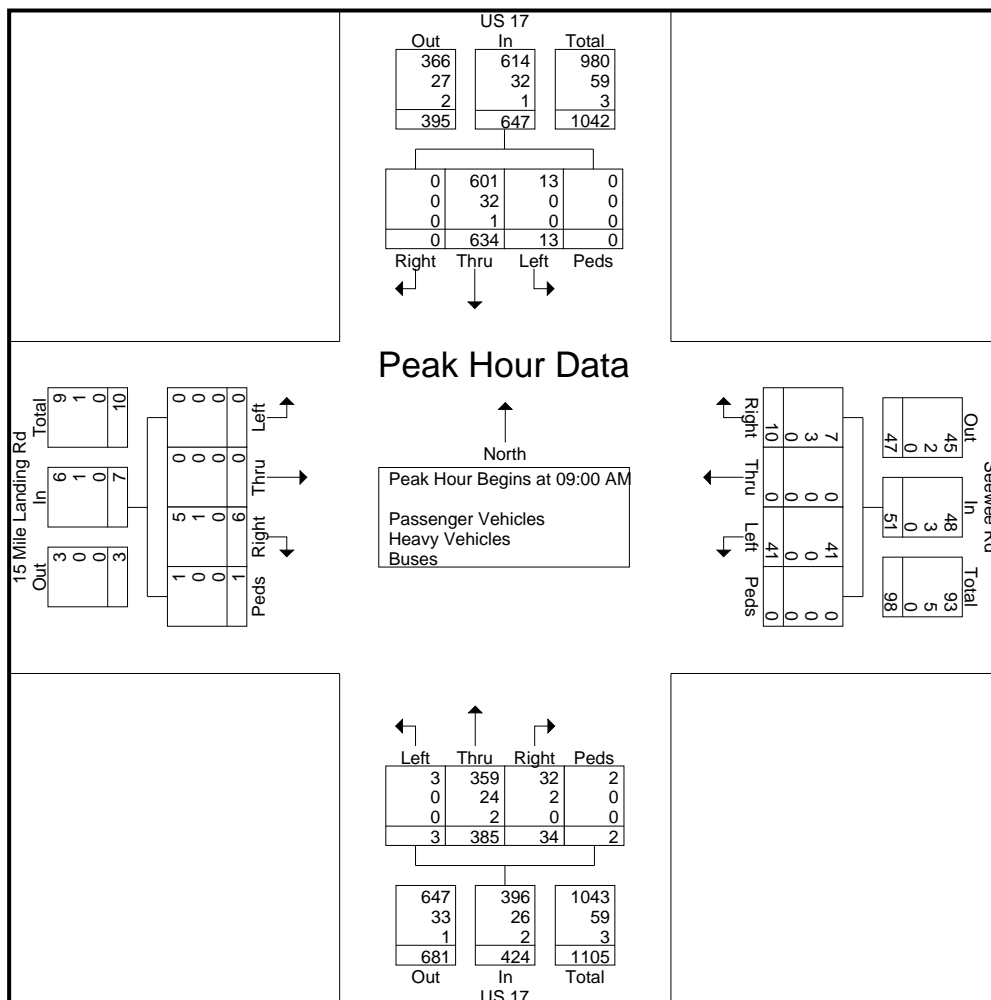 US 17
Out In Total
366 614 980
27 32 59
2 1 3
395 647 1042
0 601 13 0
0 32 0 0
0 1 0 0
0 634 13 0
Right Thru Left Peds
Peak Hour Data
North
Peak Hour Begins at 09:00 AM
Passenger Vehicles
Heavy Vehicles
Buses
15 Mile Landing Rd
Out In Total
3 6 9
0 1 1
0 0 0
3 7 10
1 5 0 0
0 1 0 0
0 0 0 0
1 6 0 0
Peds Right Thru Left
Seewee Rd
Out In Total
45 48 93
2 3 5
0 0 0
47 51 98
7 0 41 0
3 0 0 0
0 0 0 0
10 0 41 0
Right Thru Left Peds
Left Thru Right Peds
3 359 32 2
0 24 2 0
0 2 0 0
3 385 34 2
647 396 1043
33 26 59
1 2 3
681 424 1105
Out In Total
US 17